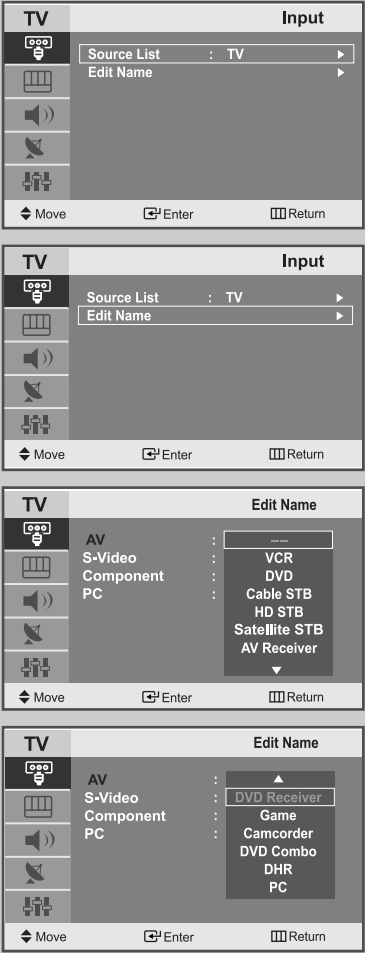 TV Input
Source List : TV
Edit Name
Move Enter Return
TV Input
Source List : TV
Edit Name
Move Enter Return
TV Edit Name
AV : --
S-Video : VCR
Component : DVD
PC : Cable STB
HD STB
Satellite STB
AV Receiver
Move Enter Return
TV Edit Name
AV :
S-Video : DVD Receiver
Component : Game
PC : Camcorder
DVD Combo
DHR
PC
Move Enter Return